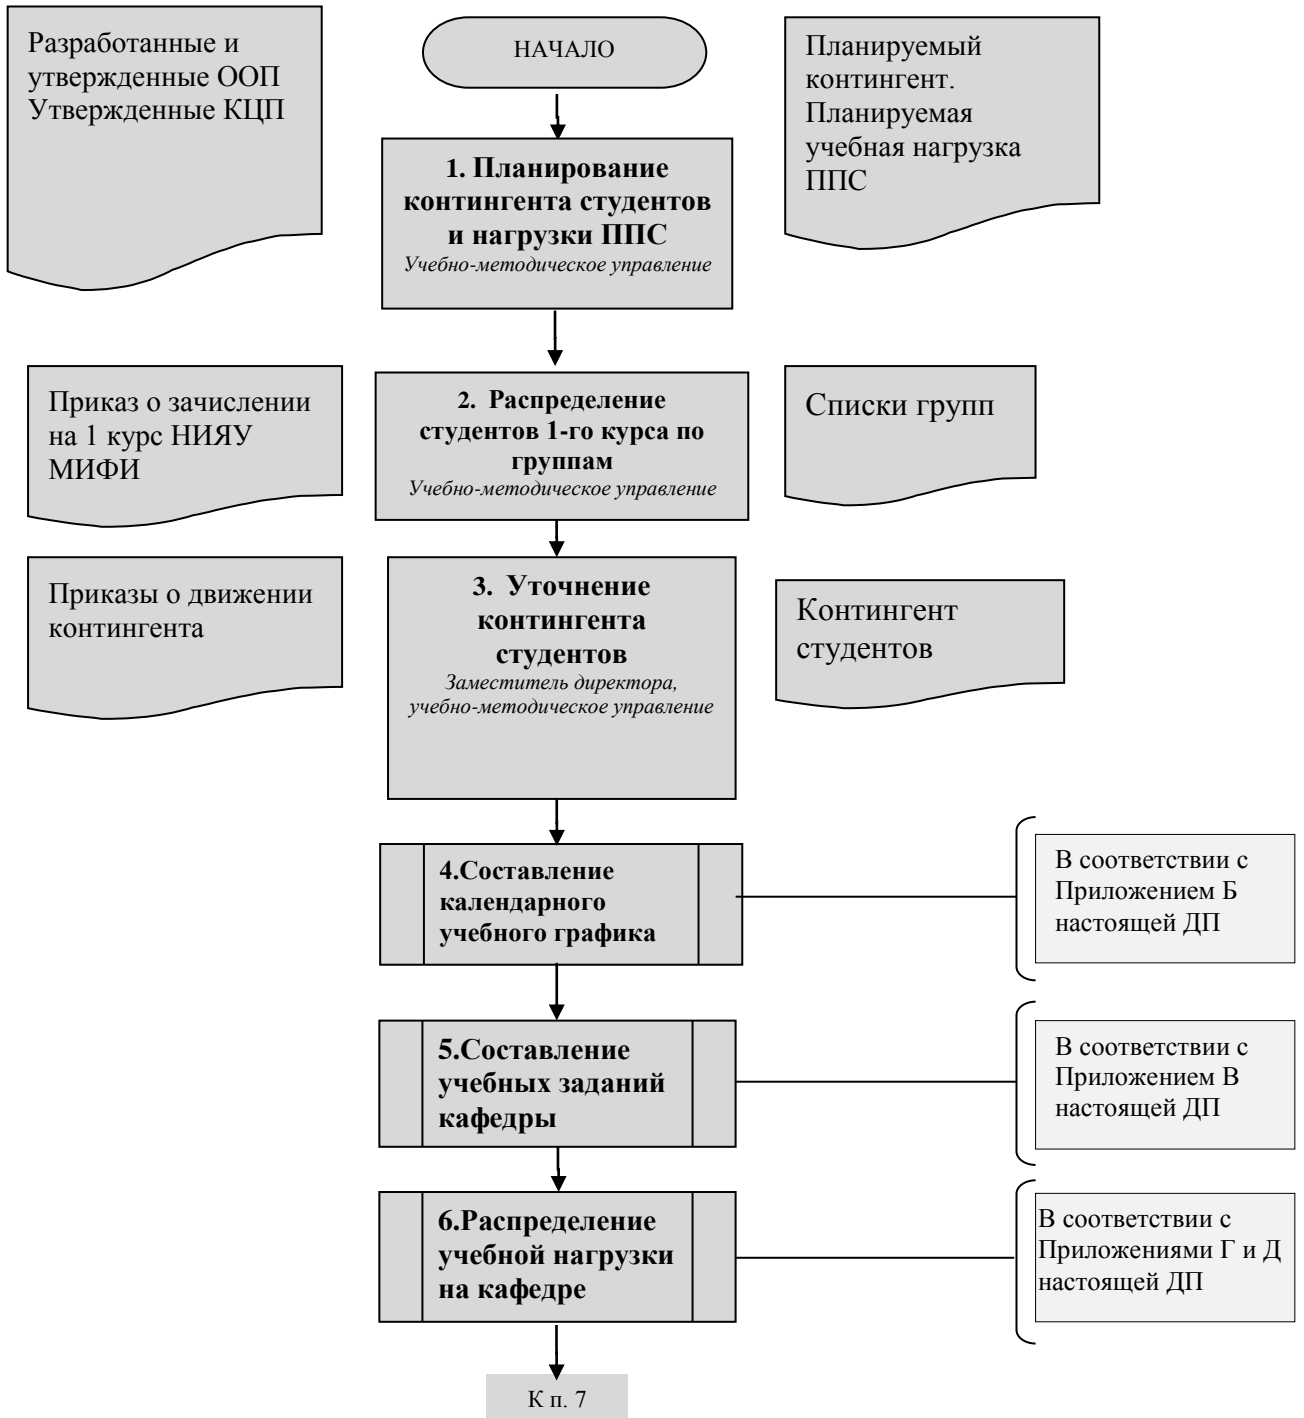 Разработанные и
утвержденные ООП
Утвержденные КЦП
НАЧАЛО
Планируемый
контингент.
Планируемая
учебная нагрузка
ППС
1. Планирование
контингента студентов
и нагрузки ППС
Учебно-методическое управление
Приказ о зачислении
на 1 курс НИЯУ
МИФИ
2. Распределение
студентов 1-го курса по
группам
Учебно-методическое управление
Списки групп
Приказы о движении
контингента
3. Уточнение
контингента
студентов
Заместитель директора,
учебно-методическое управление
Контингент
студентов
4.Составление
календарного
учебного графика
В соответствии с
Приложением Б
настоящей ДП
5.Составление
учебных заданий
кафедры
В соответствии с
Приложением В
настоящей ДП
6.Распределение
учебной нагрузки
на кафедре
В соответствии с
Приложениями Г и Д
настоящей ДП
К п. 7